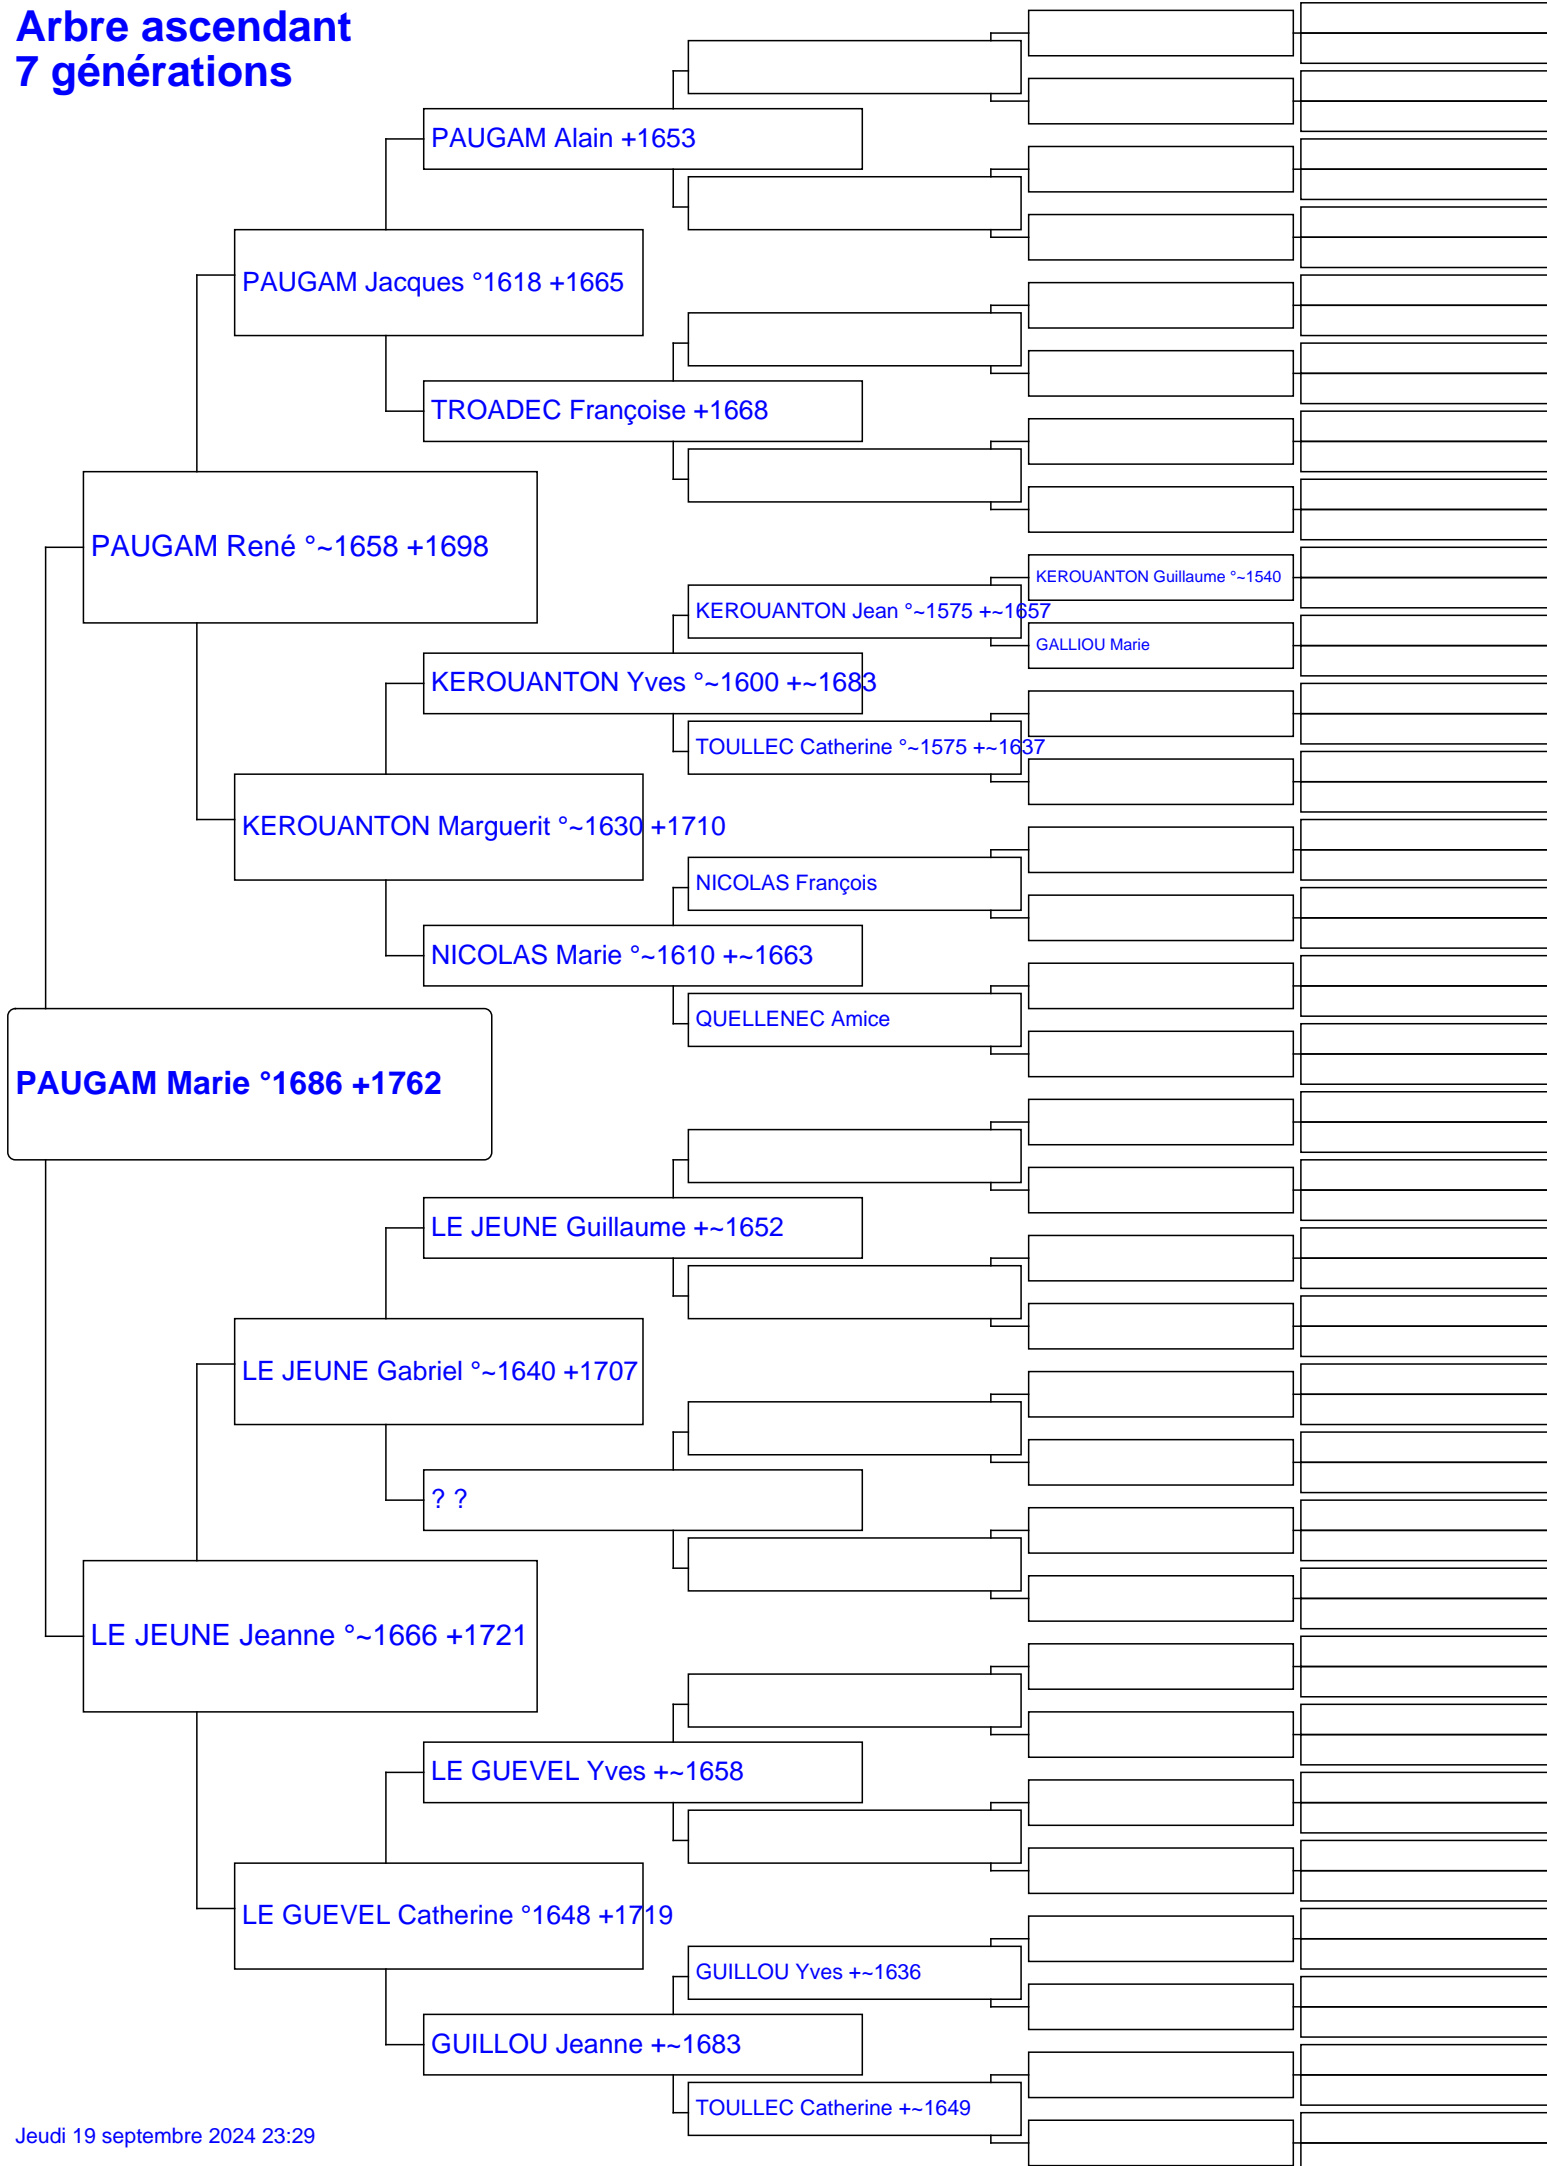 Arbre ascendant
7 générations
PAUGAM Alain +1653
PAUGAM Jacques °1618 +1665
TROADEC Françoise +1668
PAUGAM René °~1658 +1698
KEROUANTON Guillaume °~1540
KEROUANTON Jean °~1575 +~1657
GALLIOU Marie
KEROUANTON Yves °~1600 +~1683
TOULLEC Catherine °~1575 +~1637
KEROUANTON Marguerit °~1630 +1710
NICOLAS François
NICOLAS Marie °~1610 +~1663
QUELLENEC Amice
PAUGAM Marie °1686 +1762
LE JEUNE Guillaume +~1652
LE JEUNE Gabriel °~1640 +1707
? ?
LE JEUNE Jeanne °~1666 +1721
LE GUEVEL Yves +~1658
LE GUEVEL Catherine °1648 +1719
GUILLOU Yves +~1636
GUILLOU Jeanne +~1683
TOULLEC Catherine +~1649
Jeudi 19 septembre 2024 23:29